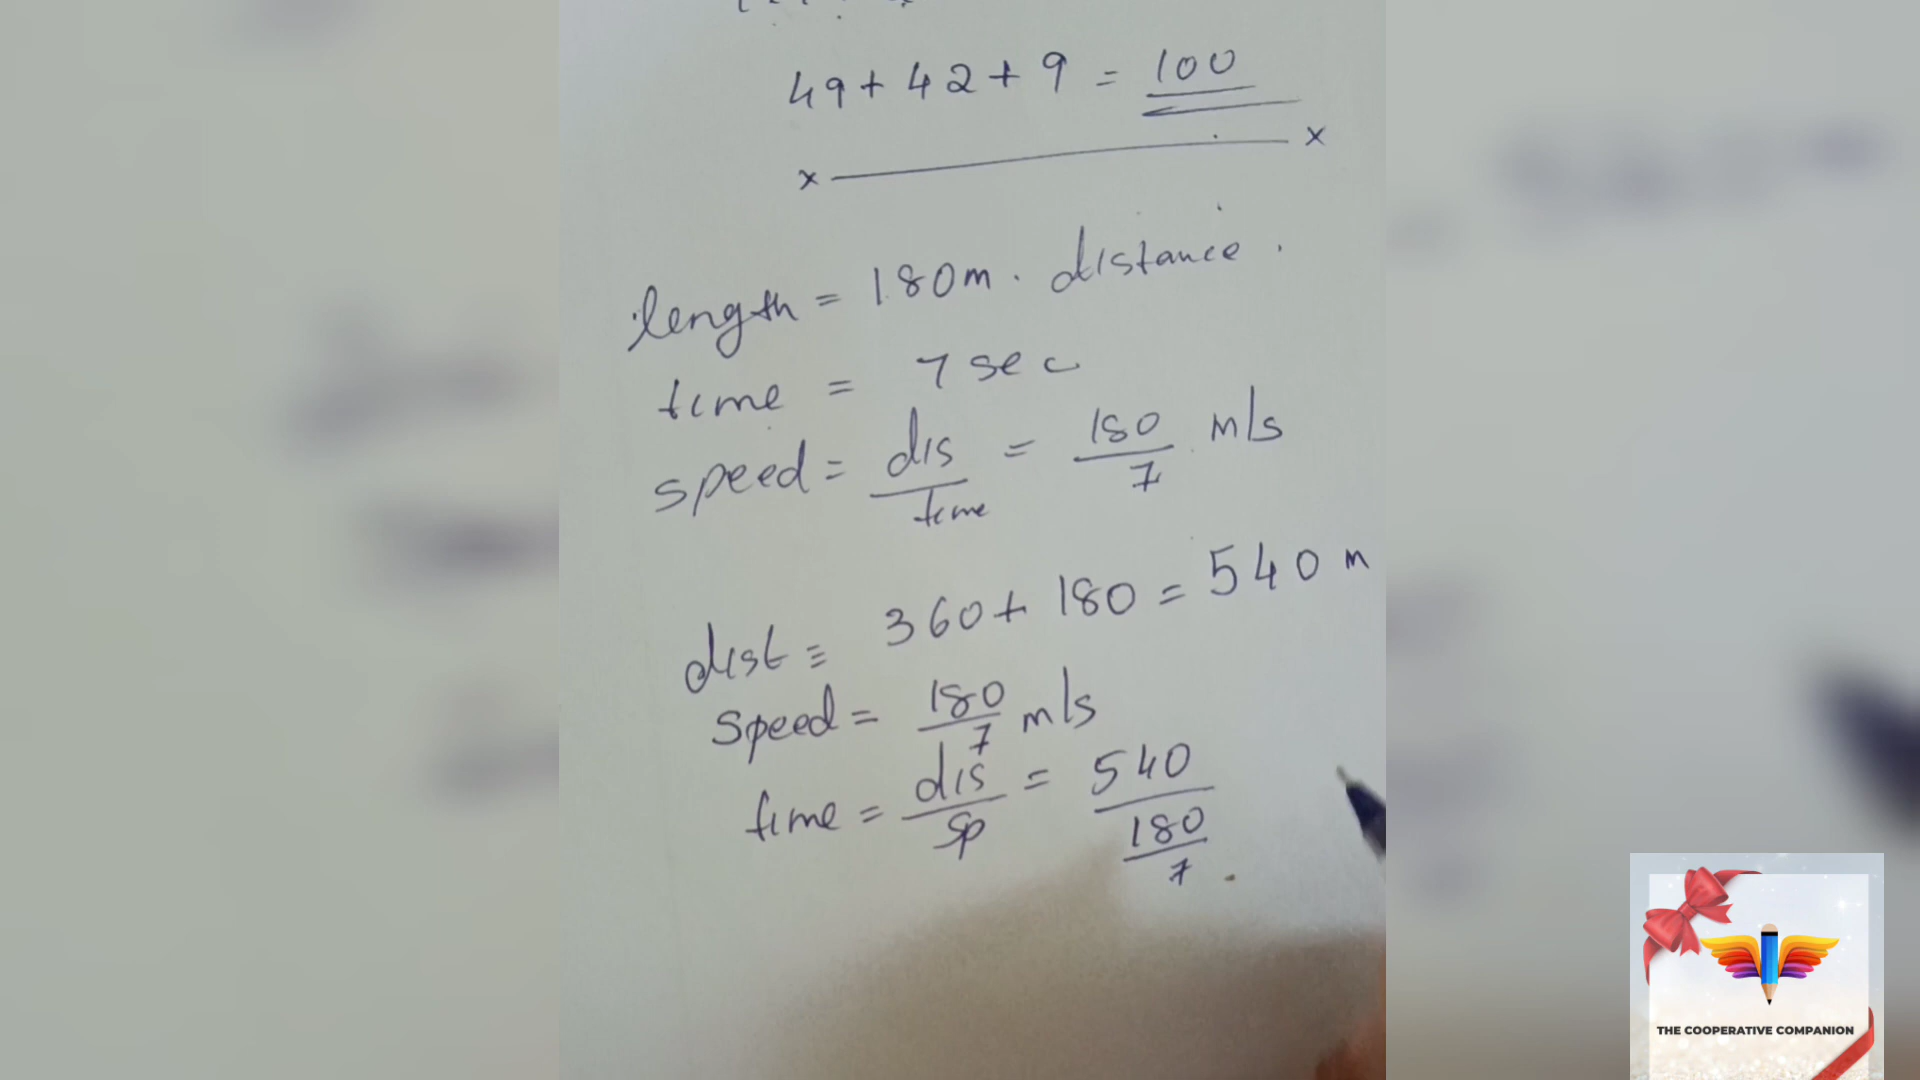 49 + 42 + 9 = 100
x x
length = 180m . distance .
time = 7 sec
speed = dis/time = 180/7 m/s
dist = 360 + 180 = 540 m
Speed = 180/7 m/s
time = dis/sp = 540/180/7 .
THE COOPERATIVE COMPANION